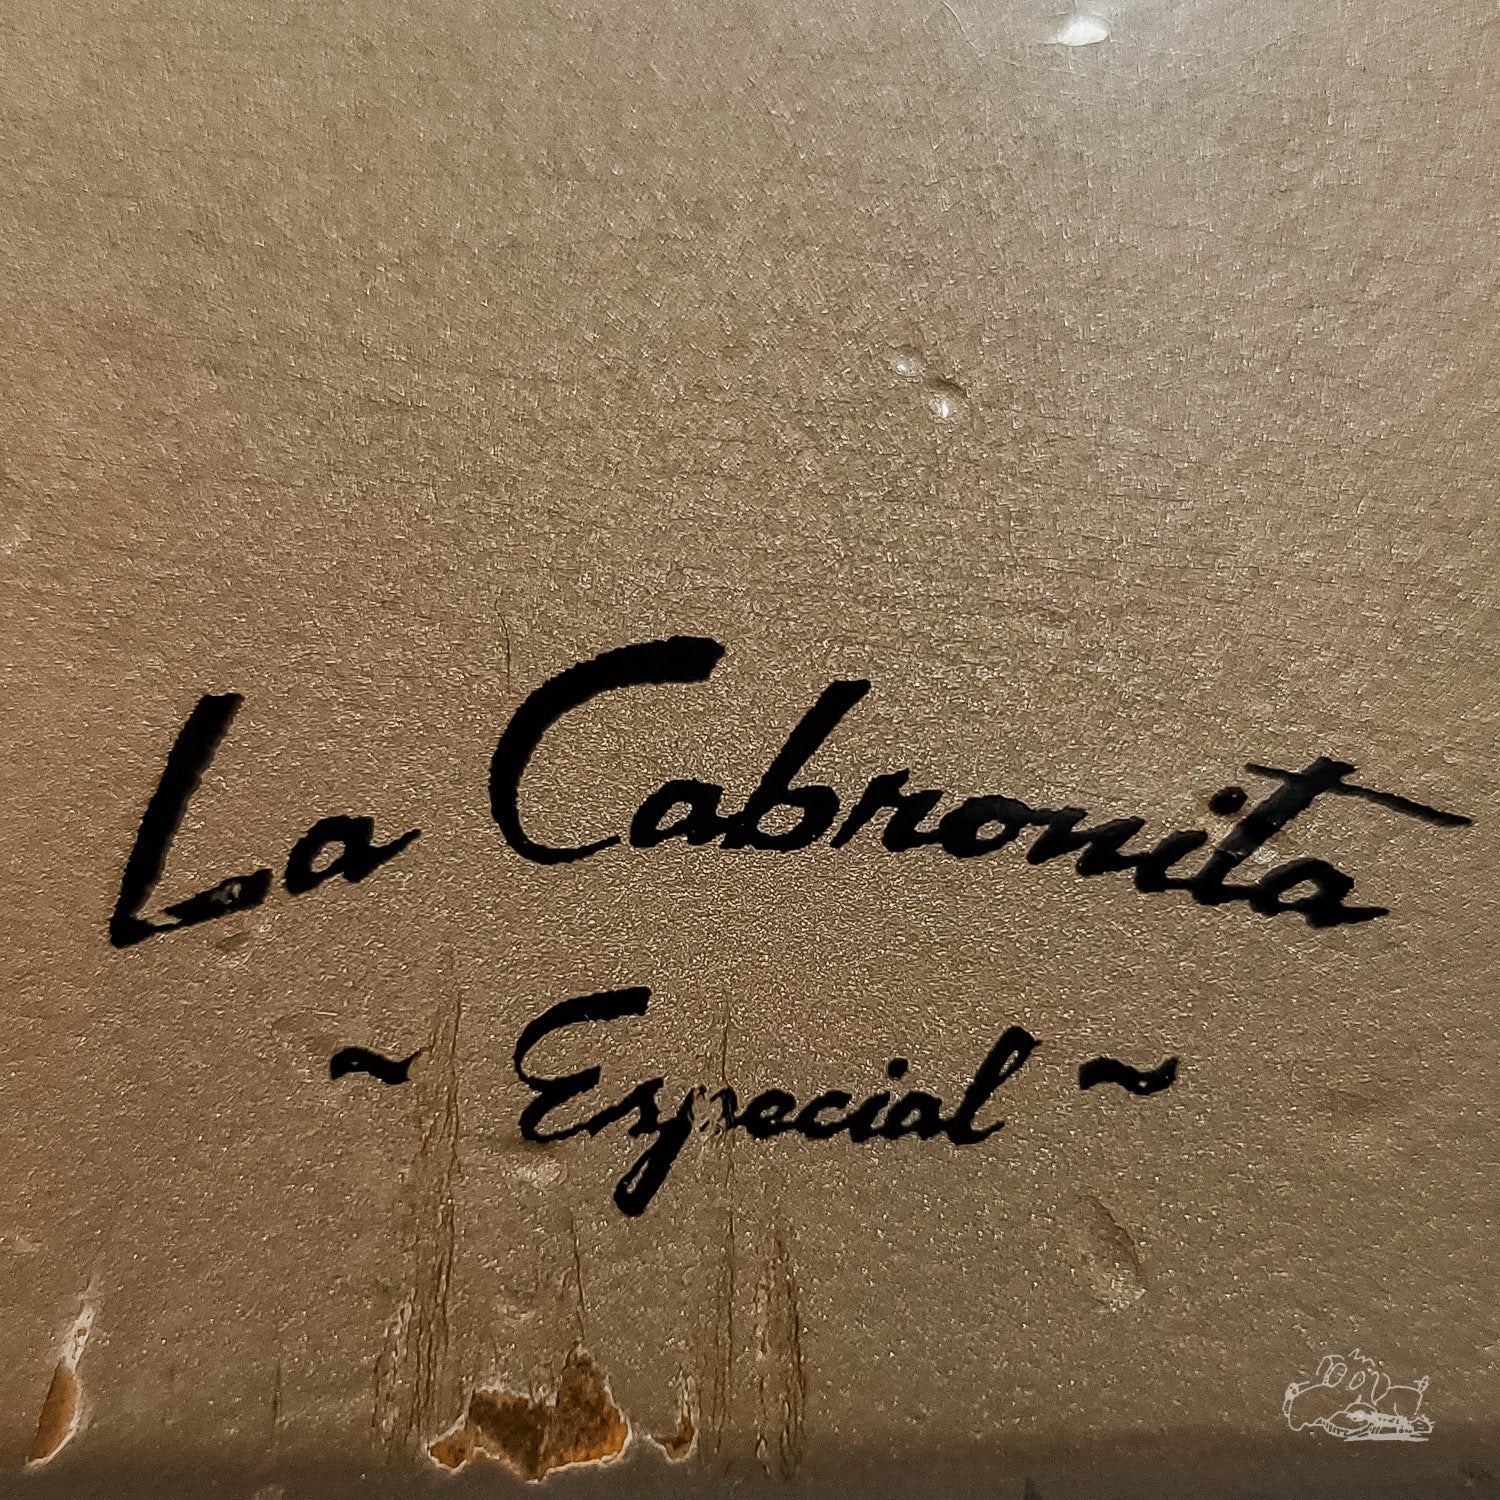 La Cabronita
~ Especial ~